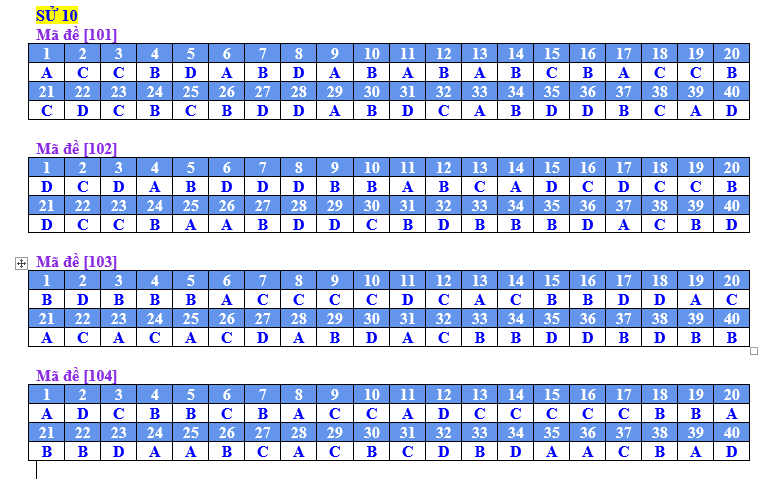 SỬ 10
Mã đề [101]
1 2 3 4 5 6 7 8 9 10 11 12 13 14 15 16 17 18 19 20
A C C B D A B D A B A B A B C B A C C B
21 22 23 24 25 26 27 28 29 30 31 32 33 34 35 36 37 38 39 40
C D C B C B D D A B D C A B D D B C A D
Mã đề [102]
1 2 3 4 5 6 7 8 9 10 11 12 13 14 15 16 17 18 19 20
D C D A B D D D B B A B C A D C D C C B
21 22 23 24 25 26 27 28 29 30 31 32 33 34 35 36 37 38 39 40
D C C B A A B D D C B D B B B D A C B D
Mã đề [103]
1 2 3 4 5 6 7 8 9 10 11 12 13 14 15 16 17 18 19 20
B D B B B A C C C C D C A C B B D D A C
21 22 23 24 25 26 27 28 29 30 31 32 33 34 35 36 37 38 39 40
A C A C A C D A B D A C B B D D B D B B
Mã đề [104]
1 2 3 4 5 6 7 8 9 10 11 12 13 14 15 16 17 18 19 20
A D C B B C B A C C A D C C C C C B B A
21 22 23 24 25 26 27 28 29 30 31 32 33 34 35 36 37 38 39 40
B B D A A B C A C B C D B D A A C B A D